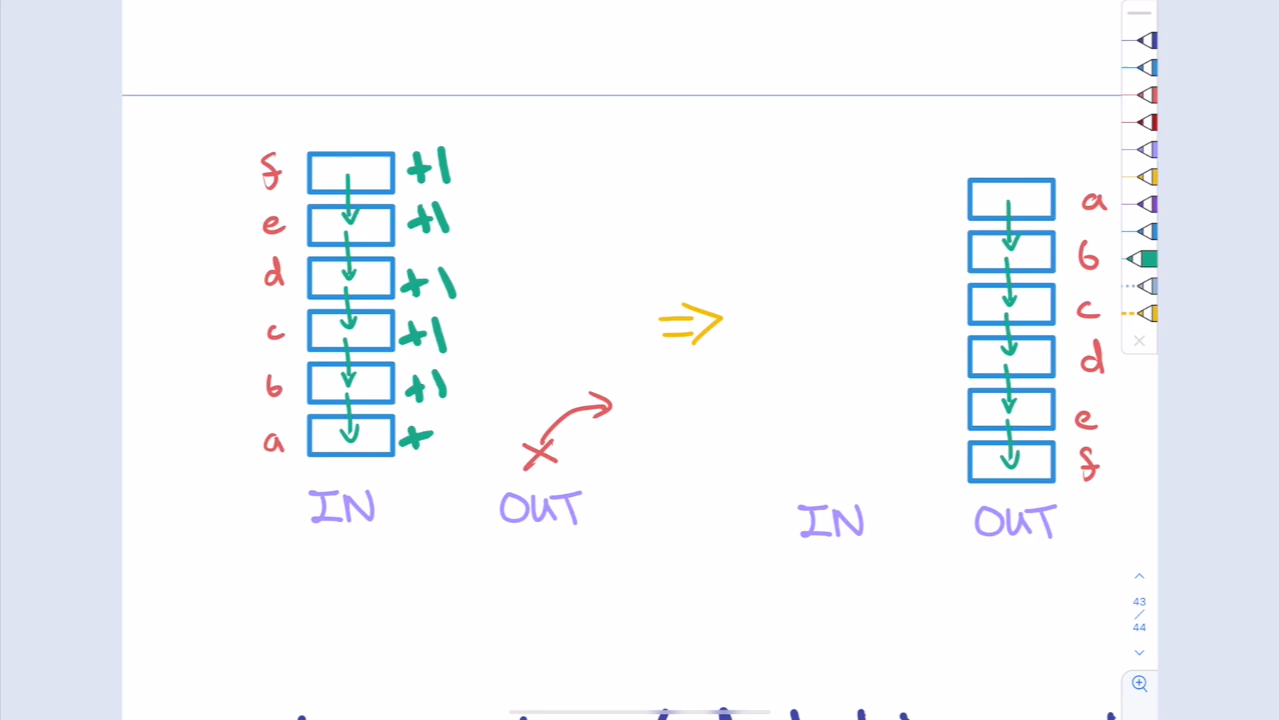 f +1
e +1
d +1
c +1
b +1
a +
IN OUT
⇒
a
b
c
d
e
f
IN OUT
43
/
44